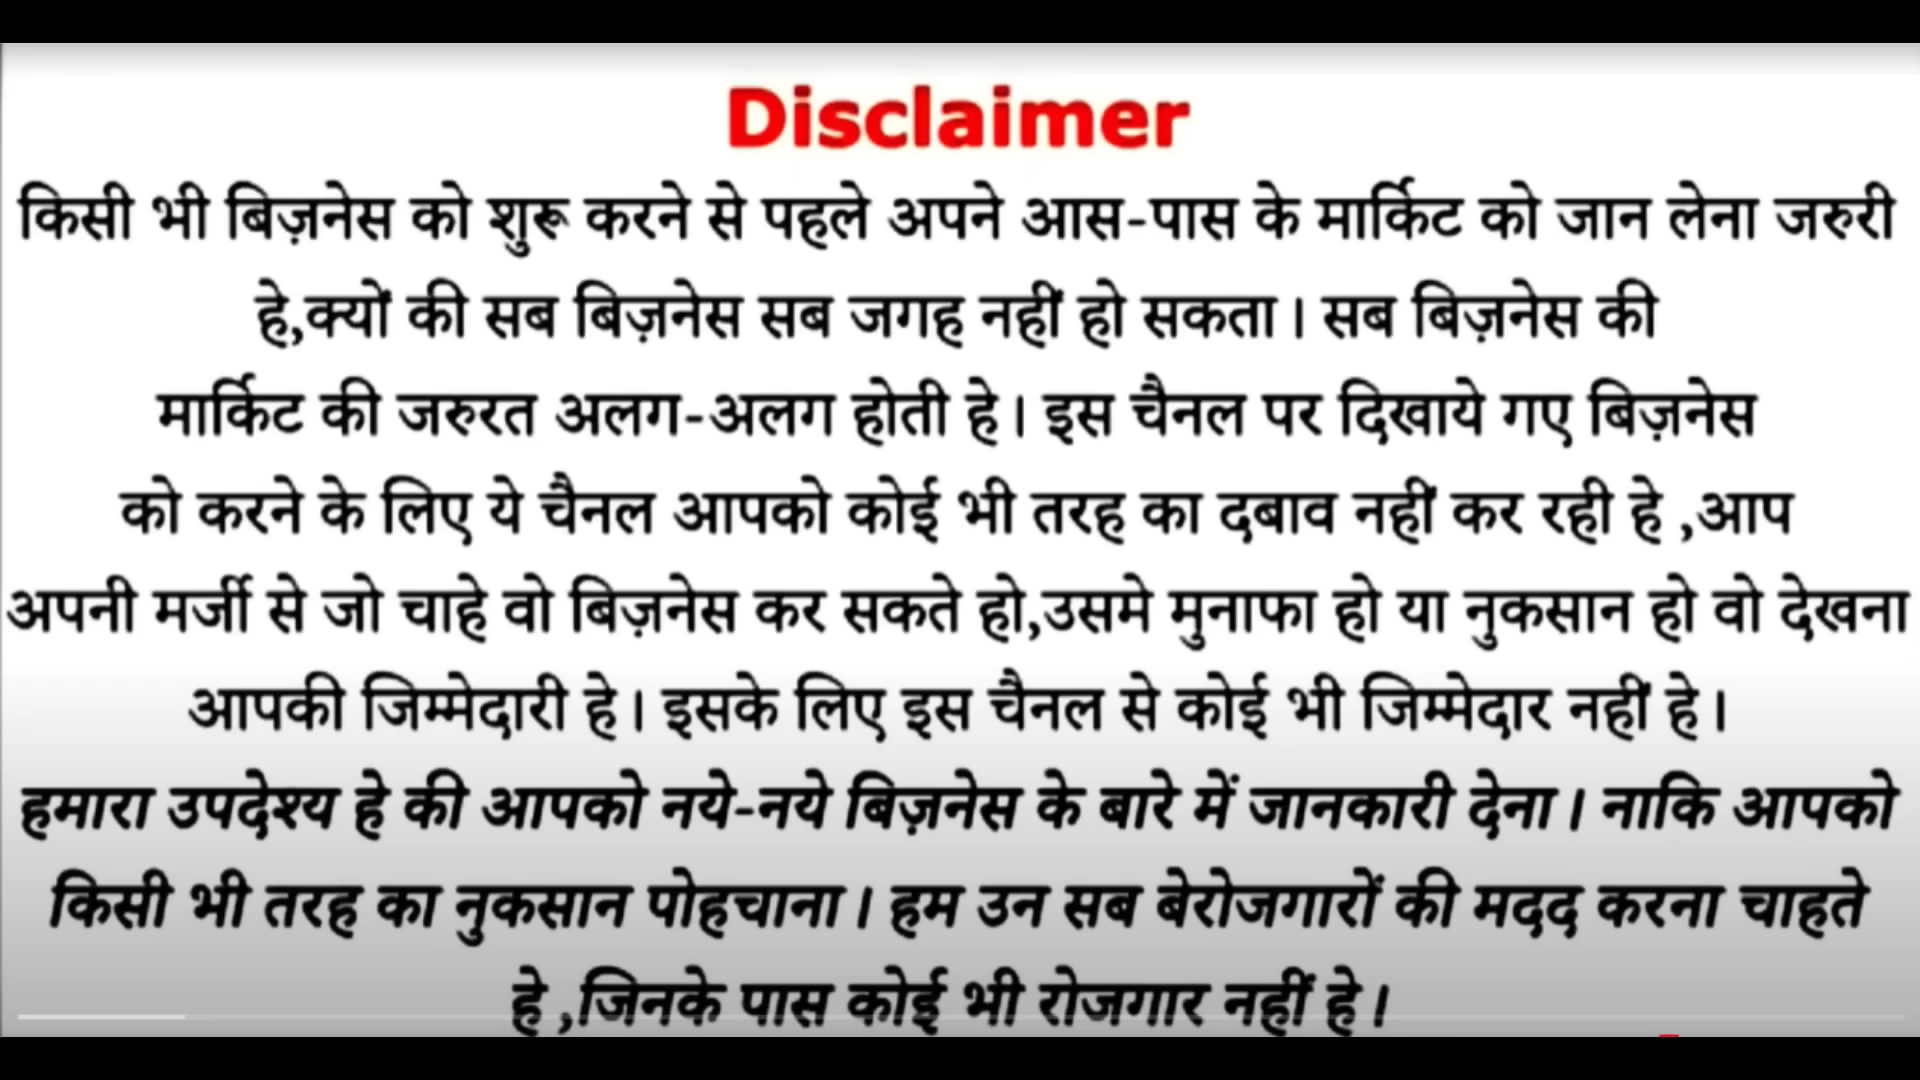 Disclaimer
किसी भी बिज़नेस को शुरू करने से पहले अपने आस-पास के मार्किट को जान लेना जरुरी
हे,क्यों की सब बिज़नेस सब जगह नहीं हो सकता। सब बिज़नेस की
मार्किट की जरुरत अलग-अलग होती हे। इस चैनल पर दिखाये गए बिज़नेस
को करने के लिए ये चैनल आपको कोई भी तरह का दबाव नहीं कर रही हे ,आप
अपनी मर्जी से जो चाहे वो बिज़नेस कर सकते हो,उसमे मुनाफा हो या नुकसान हो वो देखना
आपकी जिम्मेदारी हे। इसके लिए इस चैनल से कोई भी जिम्मेदार नहीं हे।
हमारा उपदेश्य हे की आपको नये-नये बिज़नेस के बारे में जानकारी देना। नाकि आपको
किसी भी तरह का नुकसान पोहचाना। हम उन सब बेरोजगारों की मदद करना चाहते
हे ,जिनके पास कोई भी रोजगार नहीं हे।